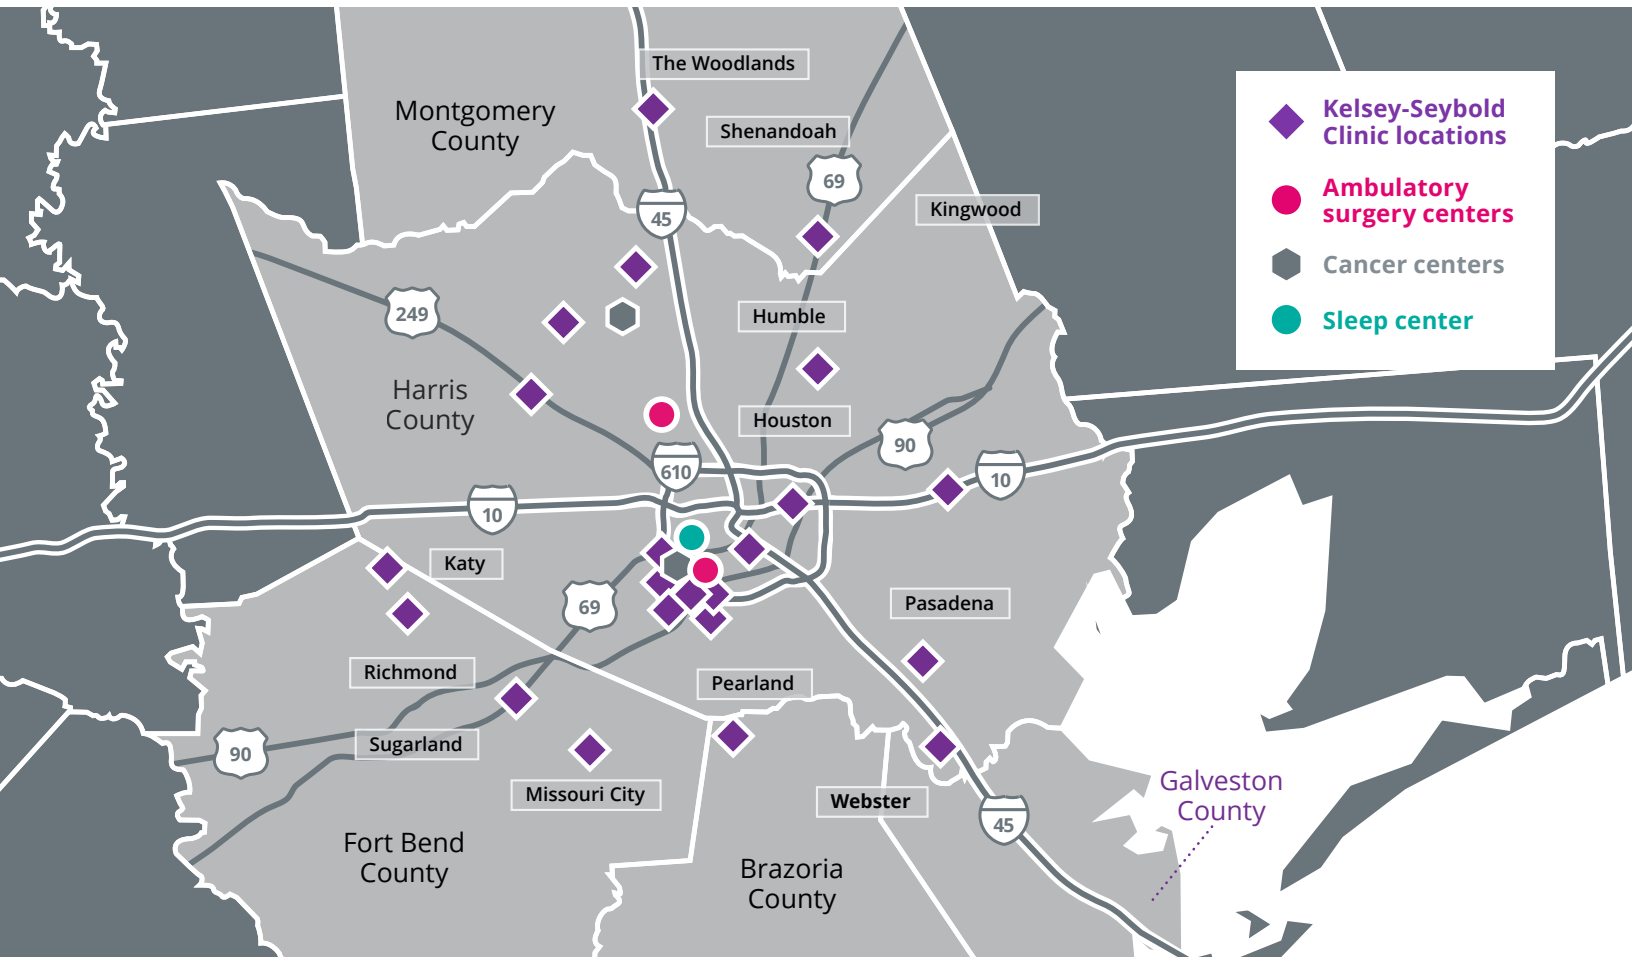 The Woodlands
Montgomery
County
Shenandoah
69
Kingwood
45
249
Humble
Harris
County
Houston
90
610
10
10
Katy
69
Pasadena
Richmond
Pearland
Sugarland
90
Missouri City
Webster
45
Galveston
County
Fort Bend
County
Brazoria
County
Kelsey-Seybold
Clinic locations
Ambulatory
surgery centers
Cancer centers
Sleep center